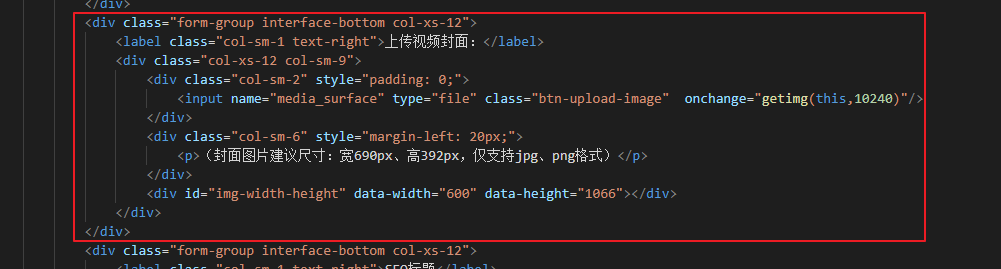 </div>
<div class="form-group interface-bottom col-xs-12">
<label class="col-sm-1 text-right">上传视频封面：</label>
<div class="col-xs-12 col-sm-9">
<div class="col-sm-2" style="padding: 0;">
<input name="media_surface" type="file" class="btn-upload-image"  onchange="getimg(this,10240)"/>
</div>
<div class="col-sm-6" style="margin-left: 20px;">
<p>（封面图片建议尺寸：宽690px、高392px，仅支持jpg、png格式）</p>
</div>
<div id="img-width-height" data-width="600" data-height="1066"></div>
</div>
</div>
<div class="form-group interface-bottom col-xs-12">
<label class="col-sm-1 text-right">SEO标题</label>